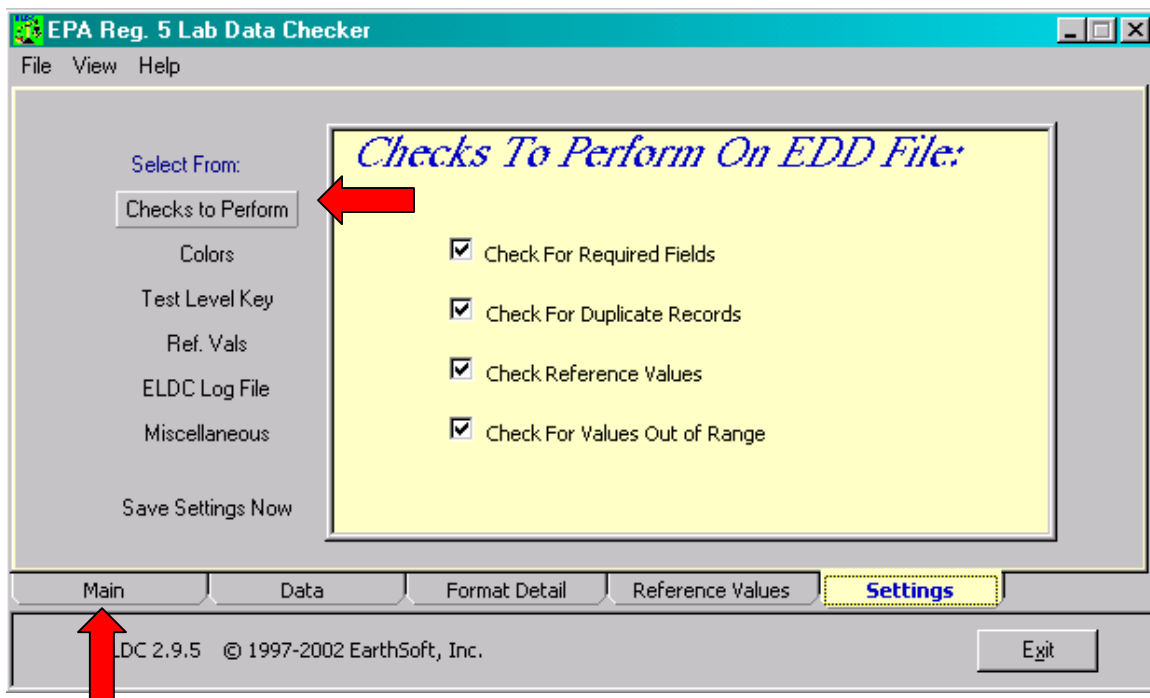 EPA Reg. 5 Lab Data Checker
File View Help
Select From:
Checks to Perform
Colors
Test Level Key
Ref. Vals
ELDC Log File
Miscellaneous
Save Settings Now
Checks To Perform On EDD File:
Check For Required Fields
Check For Duplicate Records
Check Reference Values
Check For Values Out of Range
Main Data Format Detail Reference Values Settings
LDC 2.9.5 © 1997-2002 EarthSoft, Inc.
Exit